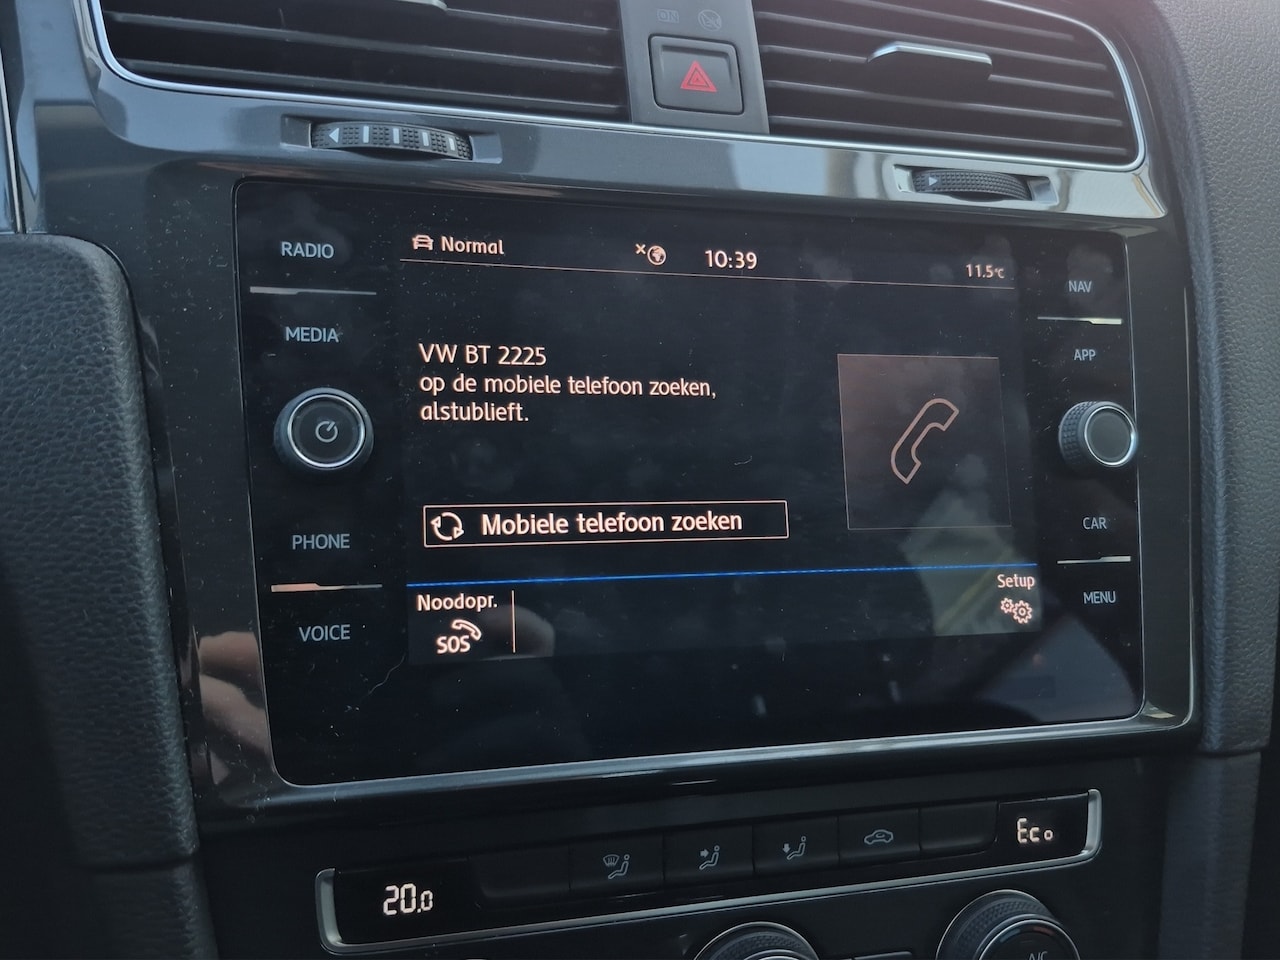 ON
RADIO
MEDIA
PHONE
VOICE
Normal
10:39
11.5°C
VW BT 2225
op de mobiele telefoon zoeken,
alstublieft.
Mobiele telefoon zoeken
Noodopr.
SOS
Setup
NAV
APP
CAR
MENU
20.0
Eco
A/C